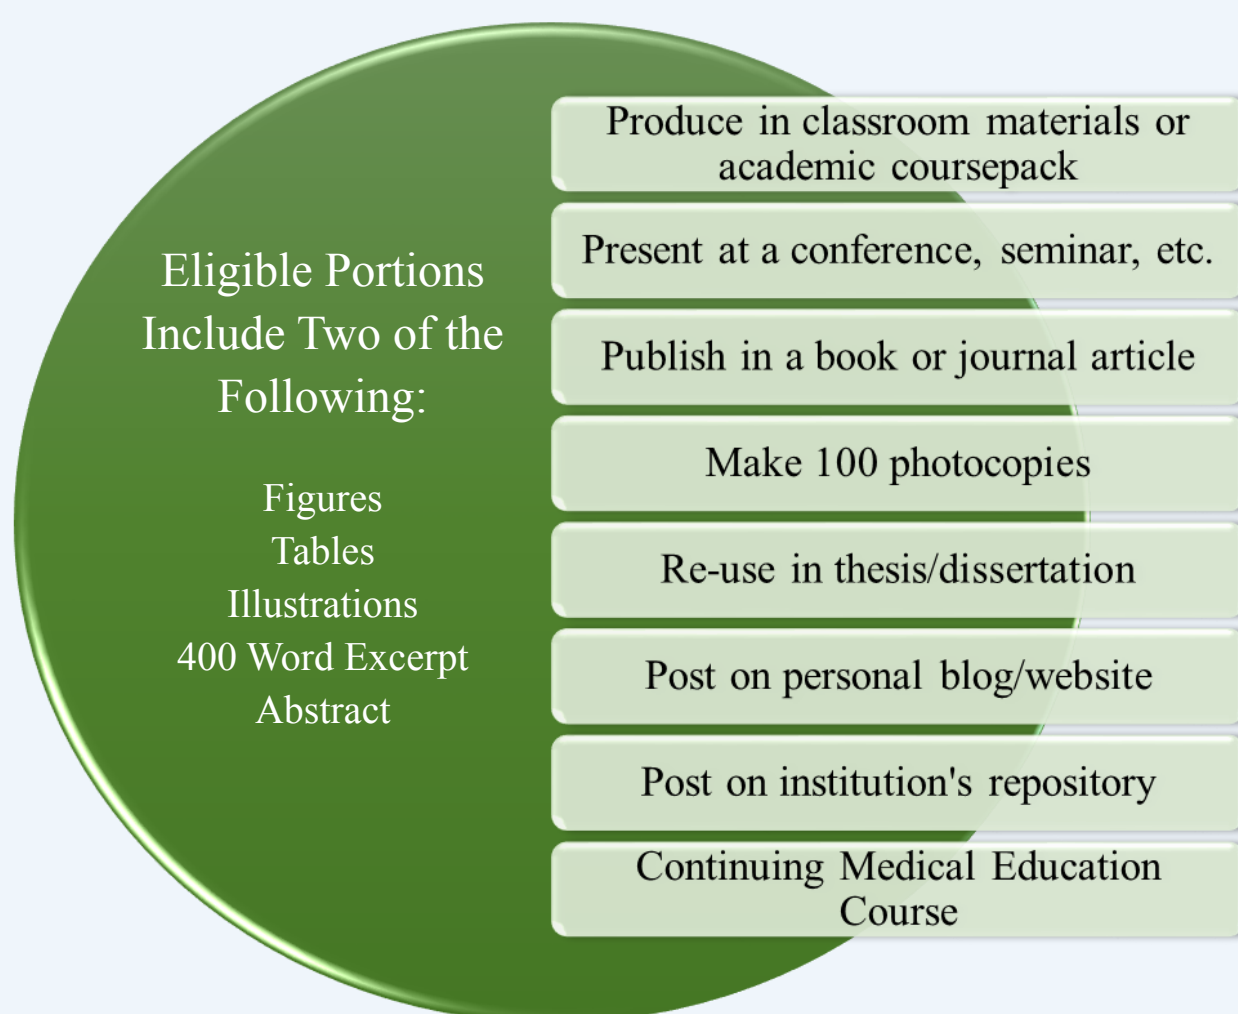 Eligible Portions
Include Two of the
Following:
Figures
Tables
Illustrations
400 Word Excerpt
Abstract
Produce in classroom materials or
academic coursepack
Present at a conference, seminar, etc.
Publish in a book or journal article
Make 100 photocopies
Re-use in thesis/dissertation
Post on personal blog/website
Post on institution's repository
Continuing Medical Education
Course